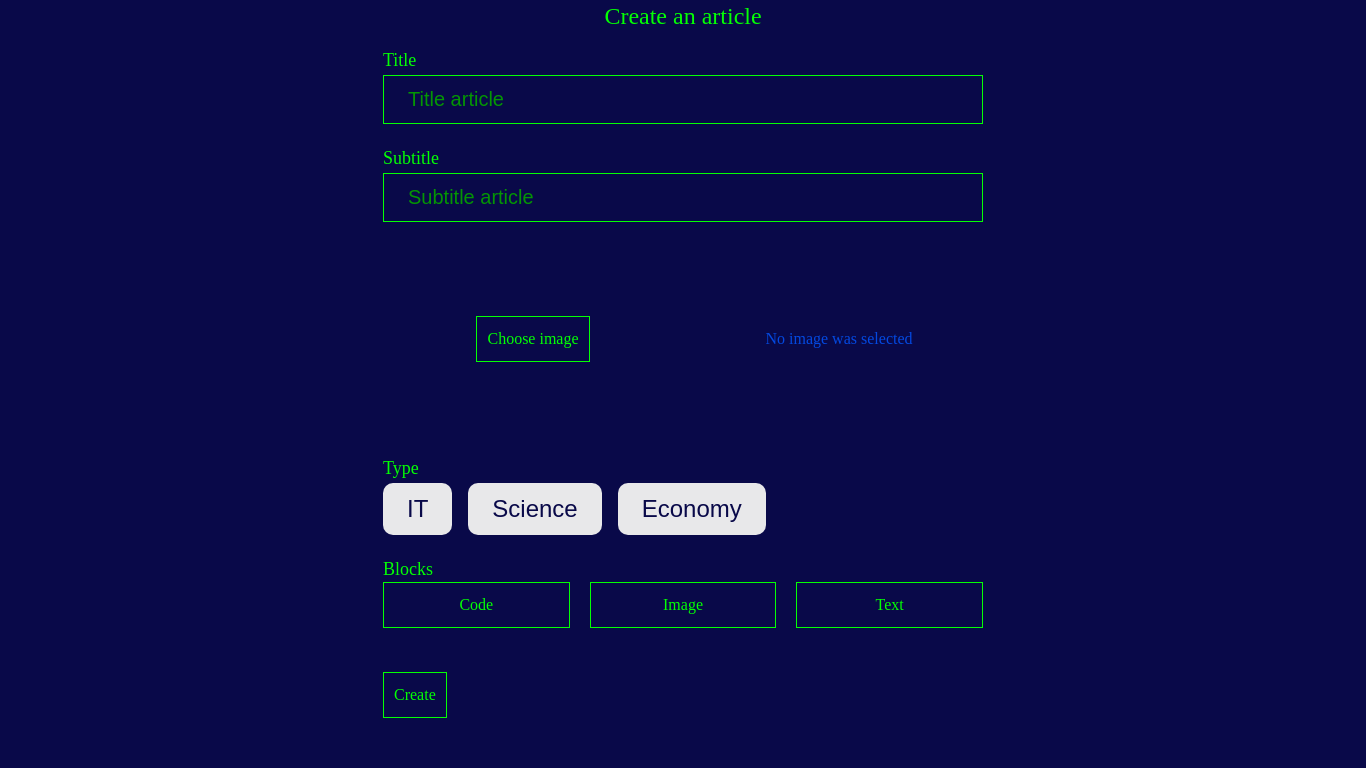 Create an article
Title
Title article
Subtitle
Subtitle article
Choose image No image was selected
Type
IT Science Economy
Blocks
Code Image Text
Create